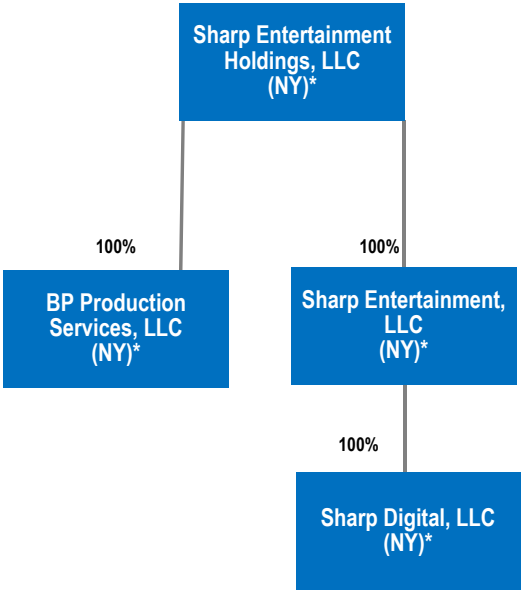 Sharp Entertainment
Holdings, LLC
(NY)*
100%
100%
BP Production
Services, LLC
(NY)*
Sharp Entertainment,
LLC
(NY)*
100%
Sharp Digital, LLC
(NY)*